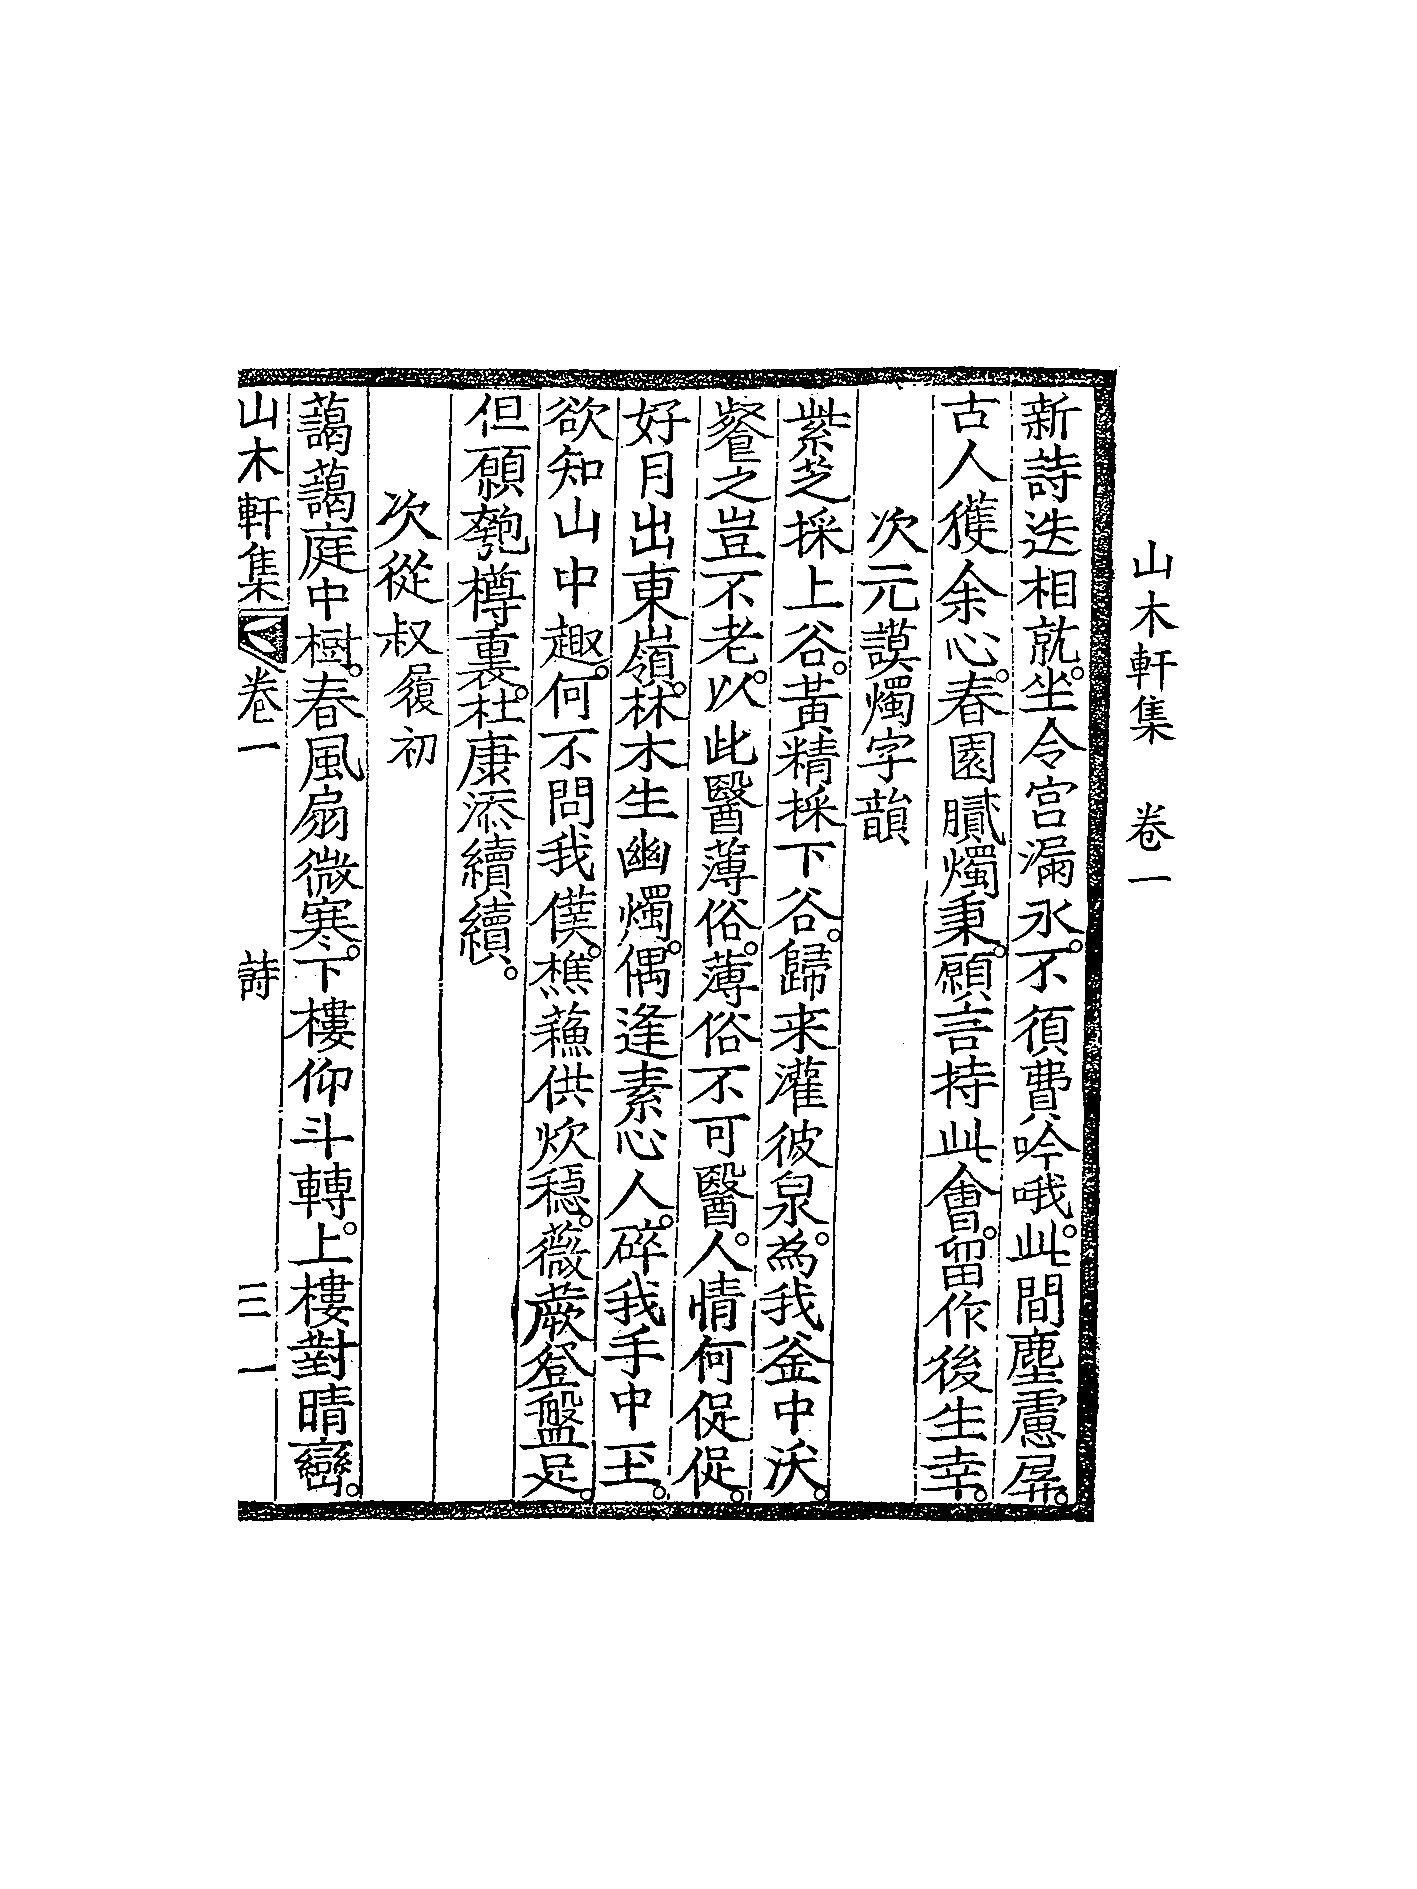 山木軒集　卷一
新詩迭相就。坐令宮漏永。不須費吟哦。此間塵慮屏。
古人獲余心。春園膩燭秉。願言持此會。留作後生幸。
次元謨燭字韻
紫芝採上谷。黃精採下谷。歸来灌彼泉。為我釜中沃。
餐之豈不老。以此醫薄俗。薄俗不可醫。人情何促促。
好月出東嶺。林木生幽燭。偶逢素心人。碎我手中玉。
欲知山中趣。何不問我僕。樵蘓供炊穏。薇蕨登盤足。
但願匏樽裏。杜康添續續。
次從叔履初
藹藹庭中樹。春風扇微寒。下樓仰斗轉。上樓對晴巒。
山木軒集　卷一　詩　三一